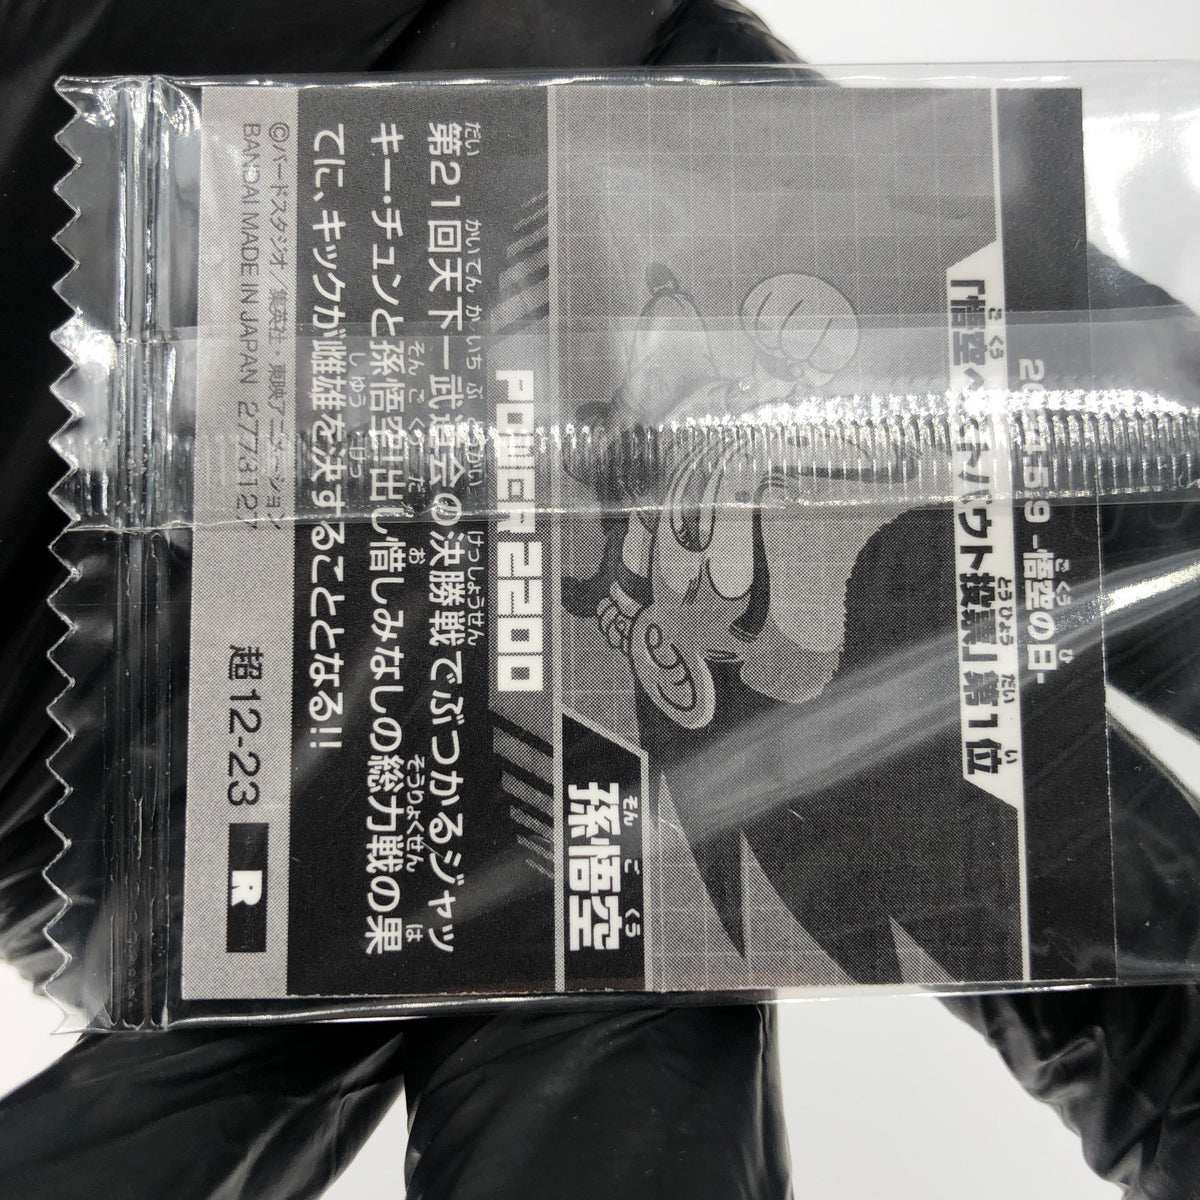 悟空の日-
「悟空 ウト投票」第1位
孫悟空
POWER 2200
第21回天下一武道会の決勝戦でぶつかるジャッ
キー・チュンと孫悟空!出し惜しみなしの総力戦の果
てに、キックが雌雄を決することとなる!!
©バードスタジオ/集英社・東映アニメーション
BANDAI MADE IN JAPAN
超12-23 R